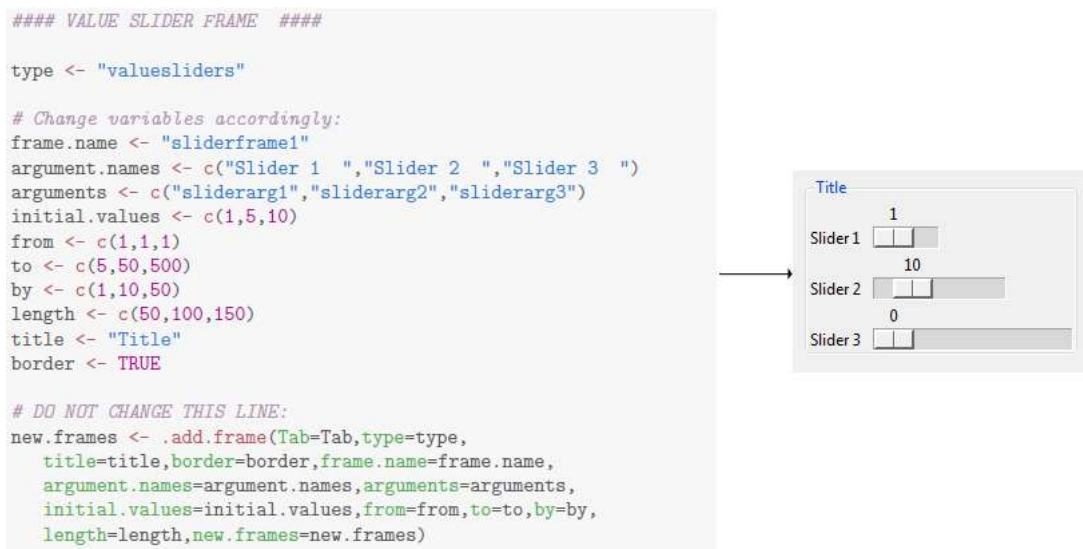 #### VALUE SLIDER FRAME ####
type <- "valuesliders"
# Change variables accordingly:
frame.name <- "sliderframe1"
argument.names <- c("Slider 1  ","Slider 2  ","Slider 3  ")
arguments <- c("sliderarg1","sliderarg2","sliderarg3")
initial.values <- c(1,5,10)
from <- c(1,1,1)
to <- c(5,50,500)
by <- c(1,10,50)
length <- c(50,100,150)
title <- "Title"
border <- TRUE
# DO NOT CHANGE THIS LINE:
new.frames <- .add.frame(Tab=Tab,type=type,
title=title,border=border,frame.name=frame.name,
argument.names=argument.names,arguments=arguments,
initial.values=initial.values,from=from,to=to,by=by,
length=length,new.frames=new.frames)
Title
1
Slider 1
10
Slider 2
0
Slider 3